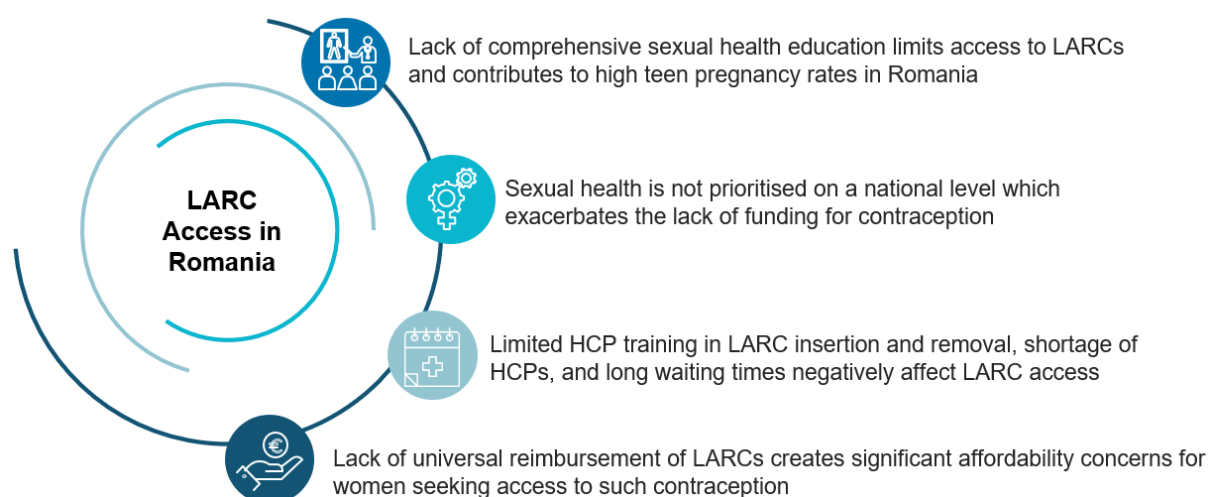 Lack of comprehensive sexual health education limits access to LARCs
and contributes to high teen pregnancy rates in Romania
LARC
Access in
Romania
Sexual health is not prioritised on a national level which
exacerbates the lack of funding for contraception
Limited HCP training in LARC insertion and removal, shortage of
HCPs, and long waiting times negatively affect LARC access
€
Lack of universal reimbursement of LARCs creates significant affordability concerns for
women seeking access to such contraception